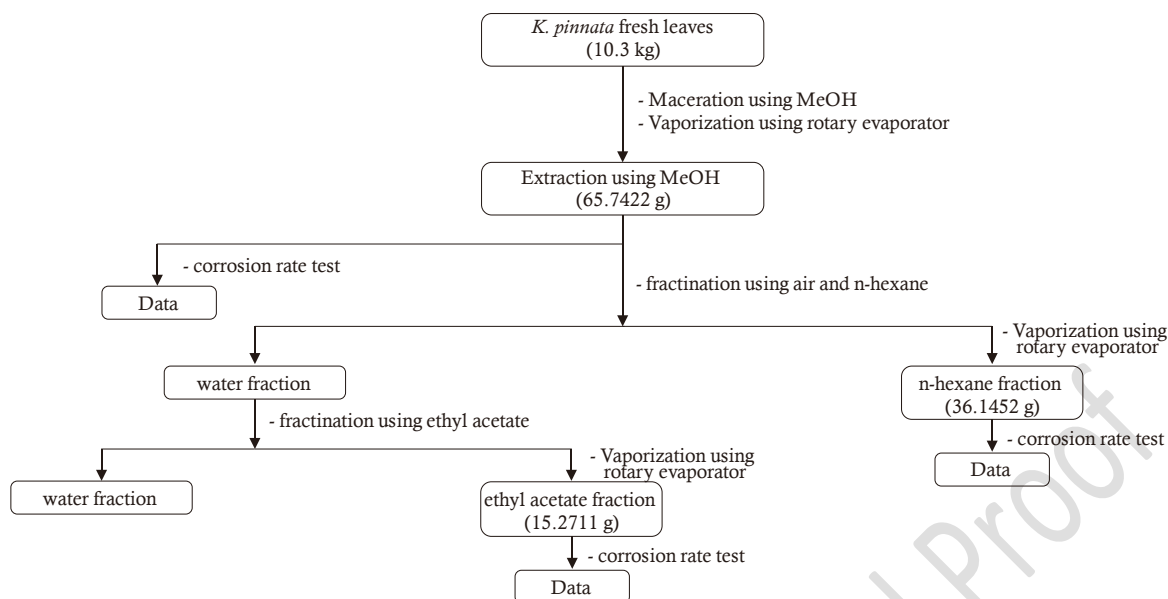 K. pinnata fresh leaves
(10.3 kg)
- Maceration using MeOH
- Vaporization using rotary evaporator
Extraction using MeOH
(65.7422 g)
- corrosion rate test
Data
- fractination using air and n-hexane
- Vaporization using
rotary evaporator
water fraction
n-hexane fraction
(36.1452 g)
- fractination using ethyl acetate
- corrosion rate test
Data
- Vaporization using
rotary evaporator
water fraction
ethyl acetate fraction
(15.2711 g)
- corrosion rate test
Data
Proof